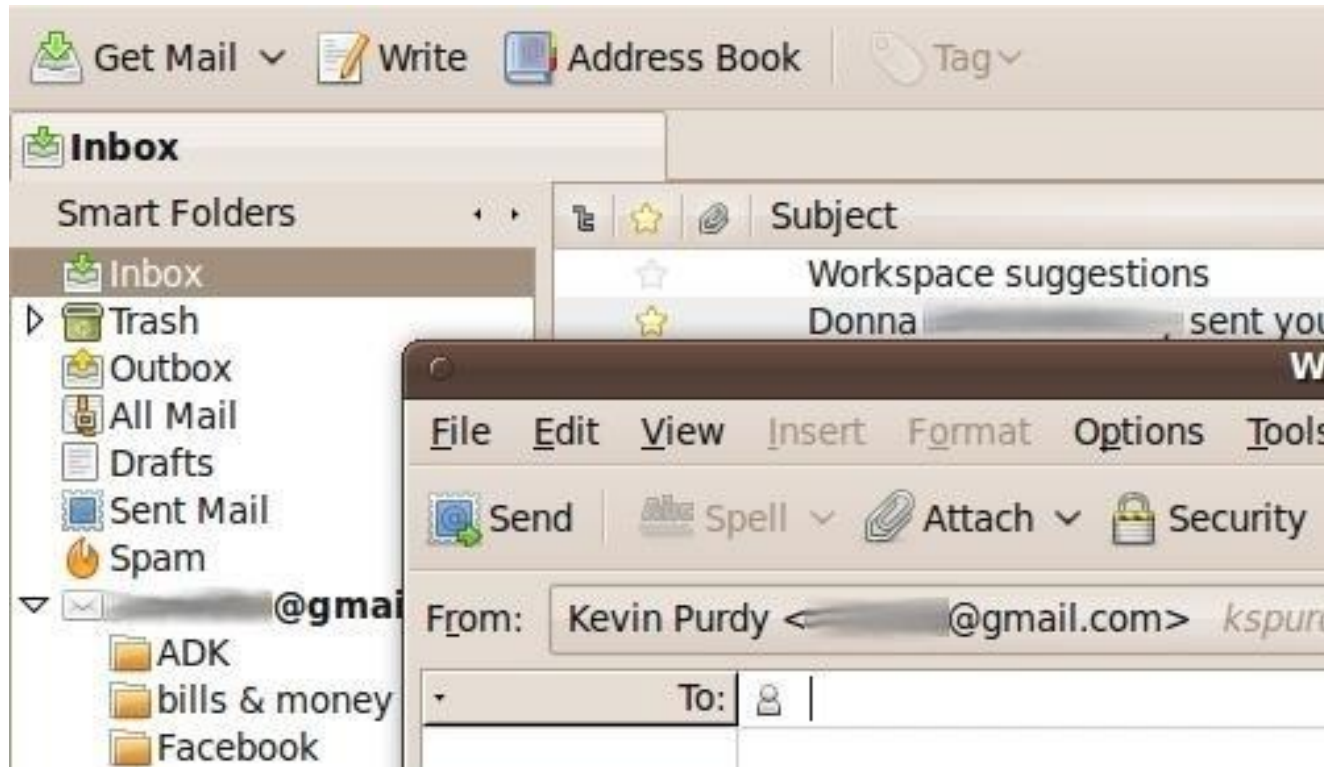 Get Mail Write Address Book Tag
Inbox
Smart Folders
Subject
Inbox
Workspace suggestions
Trash
Donna , sent you
Outbox
All Mail
Drafts
Sent Mail
Spam
@gmai
ADK
bills & money
Facebook
W
File Edit View Insert Format Options Tools
Send Abc Spell Attach Security
From: Kevin Purdy < @gmail.com> kspur
To: